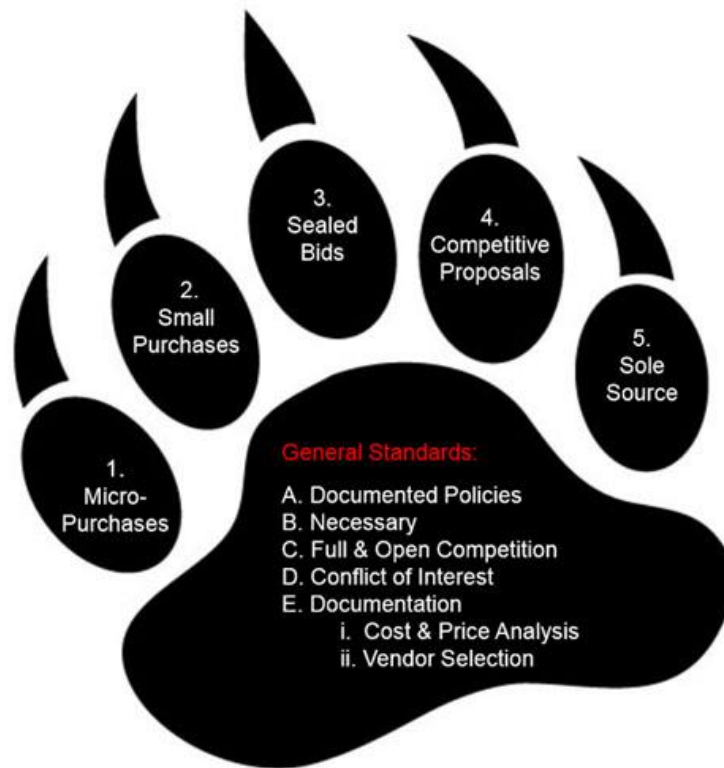 1.
Micro-
Purchases
2.
Small
Purchases
3.
Sealed
Bids
4.
Competitive
Proposals
5.
Sole
Source
General Standards:
A. Documented Policies
B. Necessary
C. Full & Open Competition
D. Conflict of Interest
E. Documentation
i. Cost & Price Analysis
ii. Vendor Selection